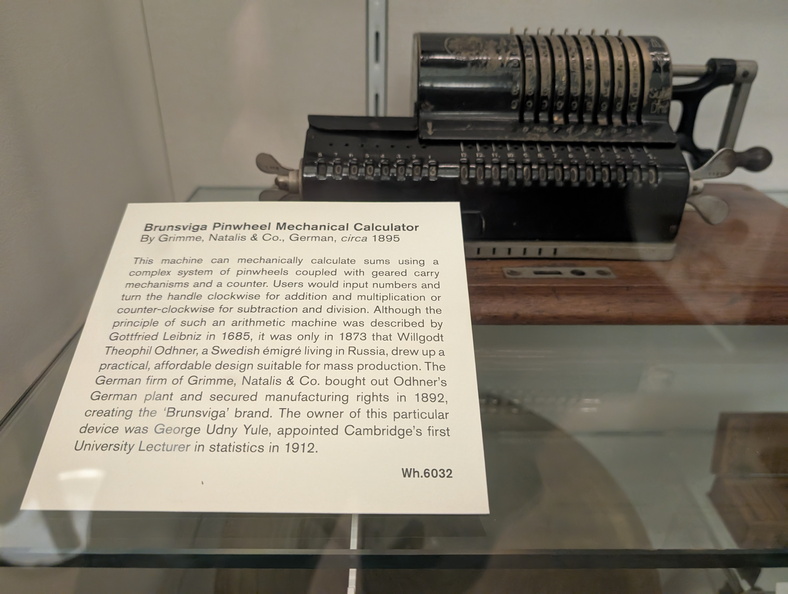 Brunsviga Pinwheel Mechanical Calculator
By Grimme, Natalis & Co., German, circa 1895
This machine can mechanically calculate sums using a
complex system of pinwheels coupled with geared carry
mechanisms and a counter. Users would input numbers and
turn the handle clockwise for addition and multiplication or
counter-clockwise for subtraction and division. Although the
principle of such an arithmetic machine was described by
Gottfried Leibniz in 1685, it was only in 1873 that Willgodt
Theophil Odhner, a Swedish émigré living in Russia, drew up a
practical, affordable design suitable for mass production. The
German firm of Grimme, Natalis & Co. bought out Odhner's
German plant and secured manufacturing rights in 1892,
creating the 'Brunsviga' brand. The owner of this particular
device was George Udny Yule, appointed Cambridge's first
University Lecturer in statistics in 1912.
Wh.6032